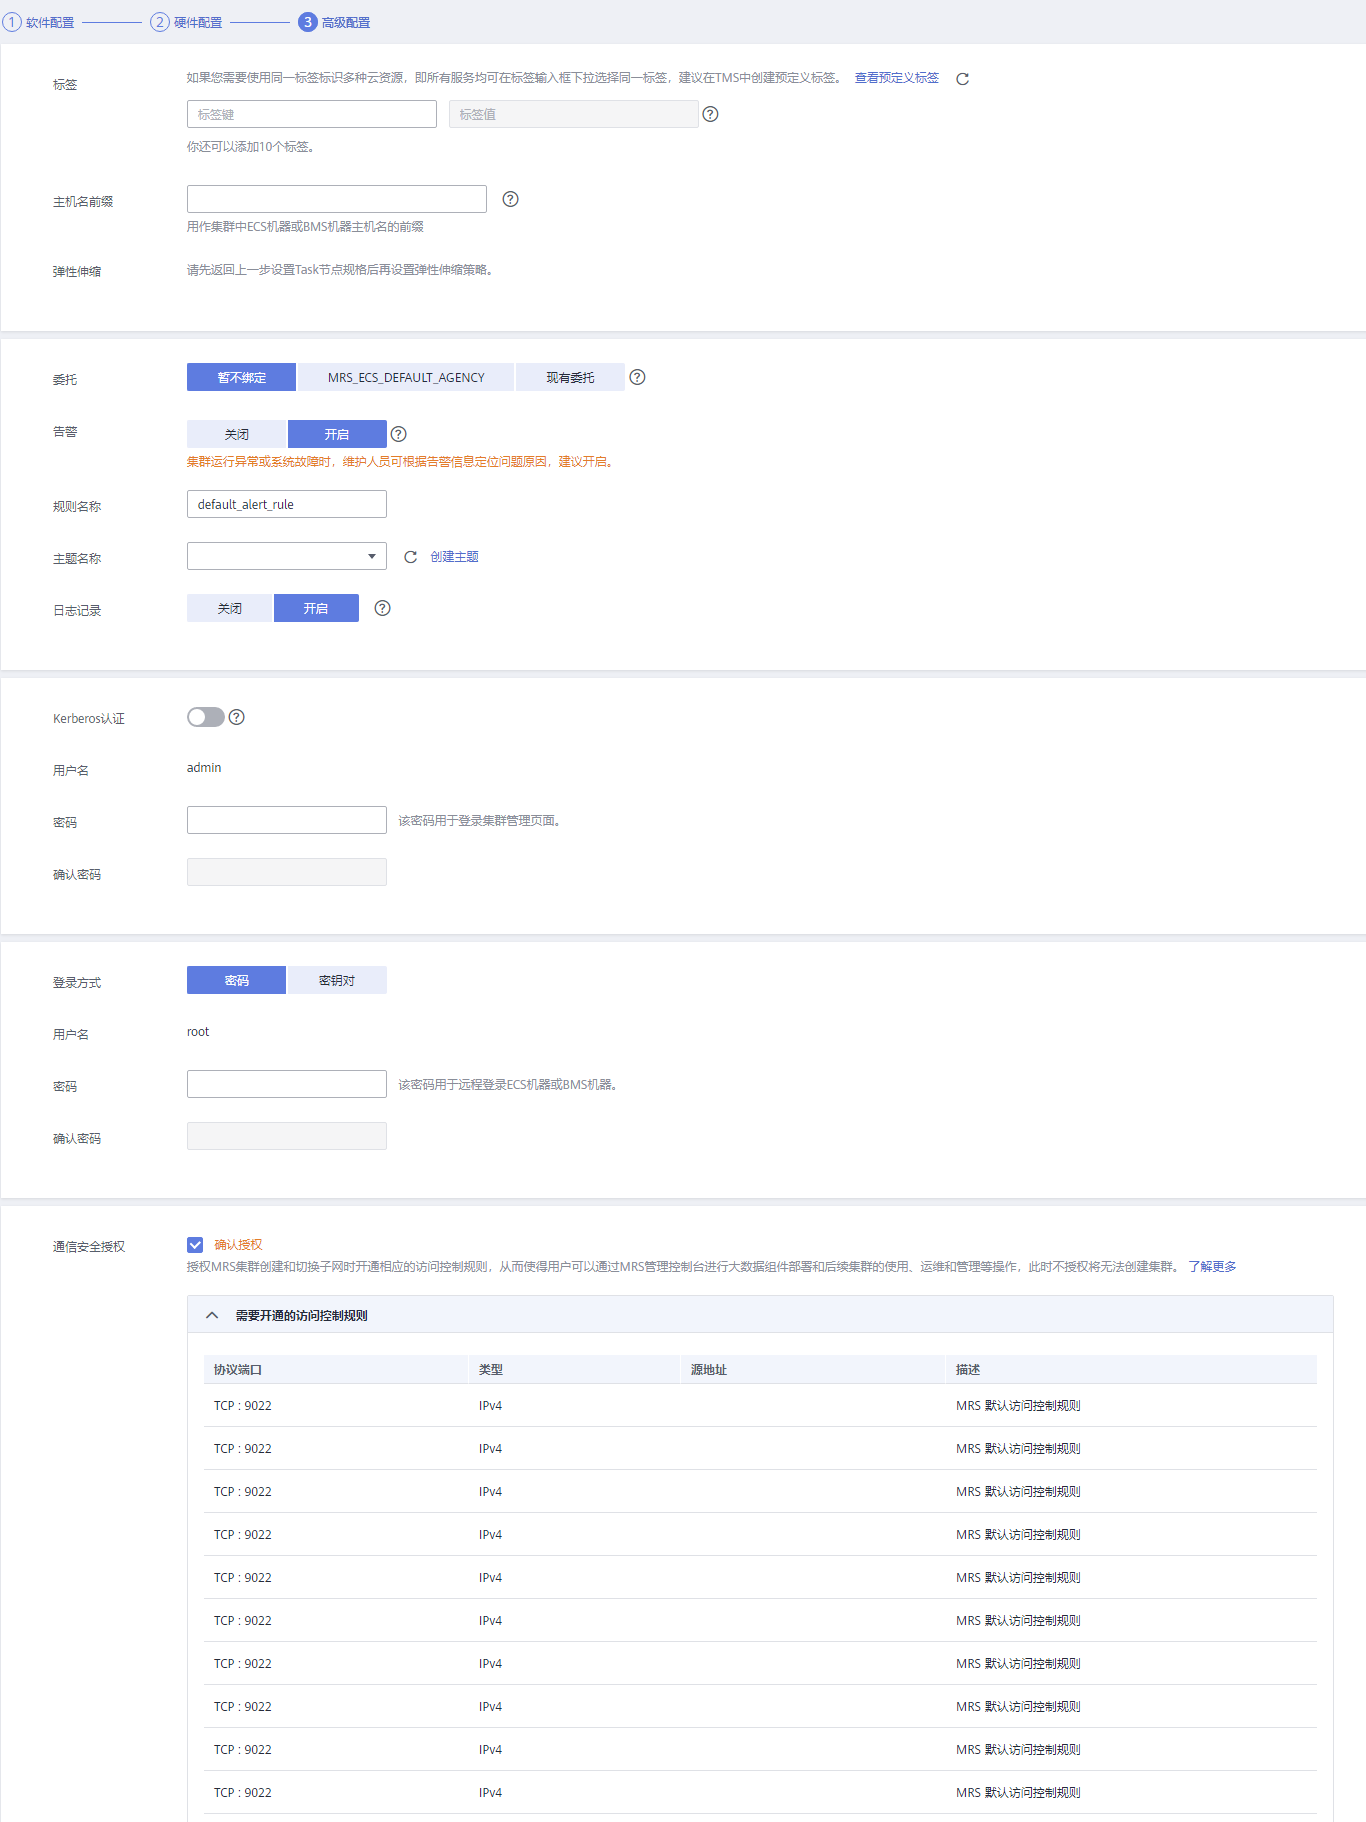 1 软件配置 2 硬件配置 3 高级配置
标签 如果您需要使用同一标签标识多种云资源，即所有服务均可在标签输入框下拉选择同一标签，建议在TMS中创建预定义标签。 查看预定义标签
标签键 标签值 ?
你还可以添加10个标签。
主机名前缀 ?
用作集群中ECS机器或BMS机器主机名的前缀
弹性伸缩 请先返回上一步设置Task节点规格后再设置弹性伸缩策略。
委托 暂不绑定 MRS_ECS_DEFAULT_AGENCY 现有委托 ?
告警 关闭 开启 ?
集群运行异常或系统故障时，维护人员可根据告警信息定位问题原因，建议开启。
规则名称 default_alert_rule
主题名称 创建主题
日志记录 关闭 开启 ?
Kerberos认证 ?
用户名 admin
密码 该密码用于登录集群管理页面。
确认密码
登录方式 密码 密钥对
用户名 root
密码 该密码用于远程登录ECS机器或BMS机器。
确认密码
通信安全授权 确认授权
授权MRS集群创建和切换子网时开通相应的访问控制规则，从而使得用户可以通过MRS管理控制台进行大数据组件部署和后续集群的使用、运维和管理等操作，此时不授权将无法创建集群。 了解更多
需要开通的访问控制规则
协议端口 类型 源地址 描述
TCP : 9022 IPv4 MRS 默认访问控制规则
TCP : 9022 IPv4 MRS 默认访问控制规则
TCP : 9022 IPv4 MRS 默认访问控制规则
TCP : 9022 IPv4 MRS 默认访问控制规则
TCP : 9022 IPv4 MRS 默认访问控制规则
TCP : 9022 IPv4 MRS 默认访问控制规则
TCP : 9022 IPv4 MRS 默认访问控制规则
TCP : 9022 IPv4 MRS 默认访问控制规则
TCP : 9022 IPv4 MRS 默认访问控制规则
TCP : 9022 IPv4 MRS 默认访问控制规则